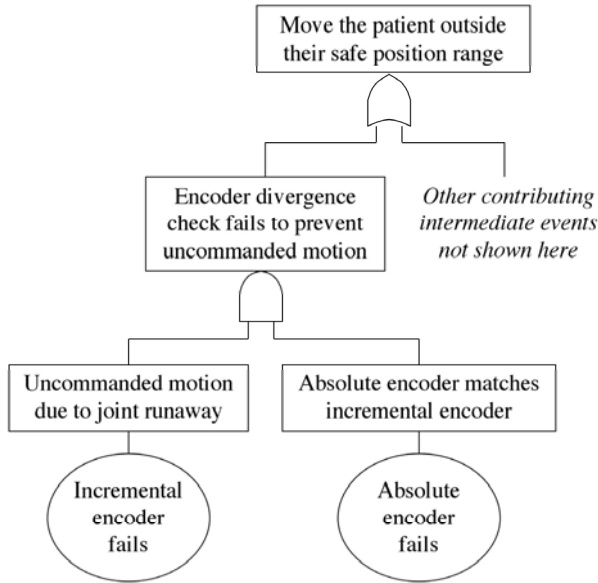 Move the patient outside
their safe position range
Encoder divergence
check fails to prevent
uncommanded motion
Other contributing
intermediate events
not shown here
Uncommanded motion
due to joint runaway
Absolute encoder matches
incremental encoder
Incremental
encoder
fails
Absolute
encoder
fails